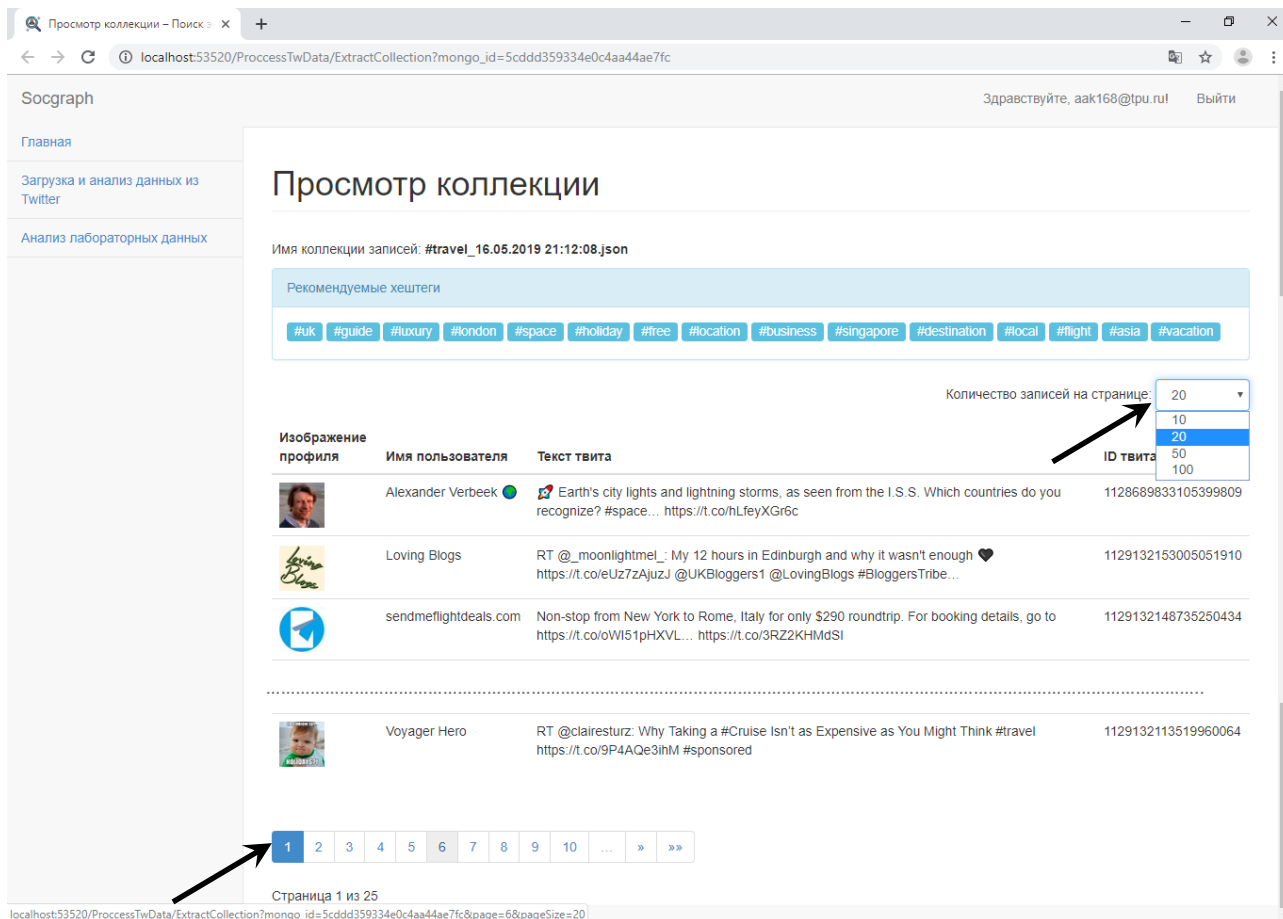 Просмотр коллекции – Поиск э
localhost:53520/ProccessTwData/ExtractCollection?mongo_id=5cddd359334e0c4aa44ae7fc
Socgraph
Здравствуйте, aak168@tpu.ru!
Выйти
Главная
Загрузка и анализ данных из
Twitter
Анализ лабораторных данных
Просмотр коллекции
Имя коллекции записей: #travel_16.05.2019 21:12:08.json
Рекомендуемые хештеги
#uk #guide #luxury #london #space #holiday #free #location #business #singapore #destination #local #flight #asia #vacation
Количество записей на странице: 20
10
20
50
100
Изображение
профиля Имя пользователя Текст твита ID твита
Alexander Verbeek 🌍 🚀 Earth's city lights and lightning storms, as seen from the I.S.S. Which countries do you 1128689833105399809
recognize? #space… https://t.co/hLfeyXGr6c
Loving Blogs RT @_moonlightmel_: My 12 hours in Edinburgh and why it wasn't enough 🖤 1129132153005051910
https://t.co/eUz7zAjuzJ @UKBloggers1 @LovingBlogs #BloggersTribe…
Loving
Blogs
sendmeflightdeals.com Non-stop from New York to Rome, Italy for only $290 roundtrip. For booking details, go to 1129132148735250434
https://t.co/oWI51pHXVL… https://t.co/3RZ2KHMdSI
Voyager Hero RT @clairesturz: Why Taking a #Cruise Isn't as Expensive as You Might Think #travel 1129132113519960064
https://t.co/9P4AQe3ihM #sponsored
1 2 3 4 5 6 7 8 9 10 … » »»
Страница 1 из 25
localhost:53520/ProccessTwData/ExtractCollection?mongo_id=5cddd359334e0c4aa44ae7fc&page=6&pageSize=20